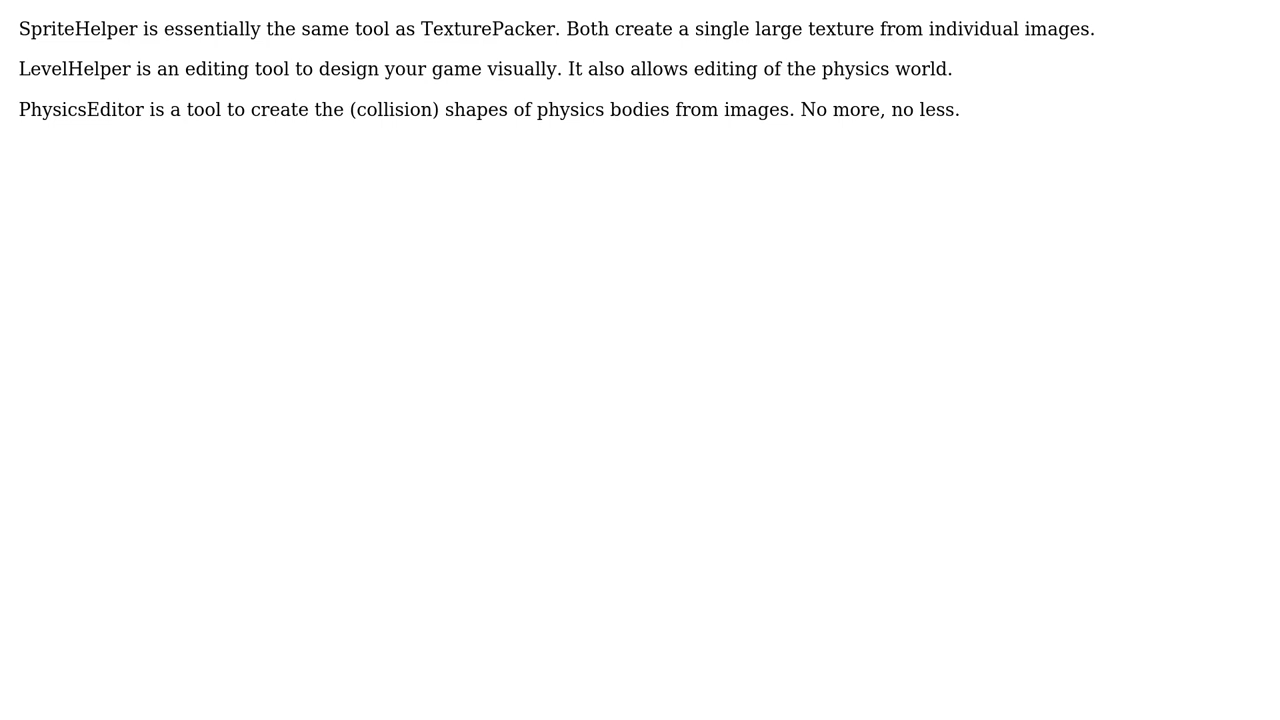 SpriteHelper is essentially the same tool as TexturePacker. Both create a single large texture from individual images.
LevelHelper is an editing tool to design your game visually. It also allows editing of the physics world.
PhysicsEditor is a tool to create the (collision) shapes of physics bodies from images. No more, no less.